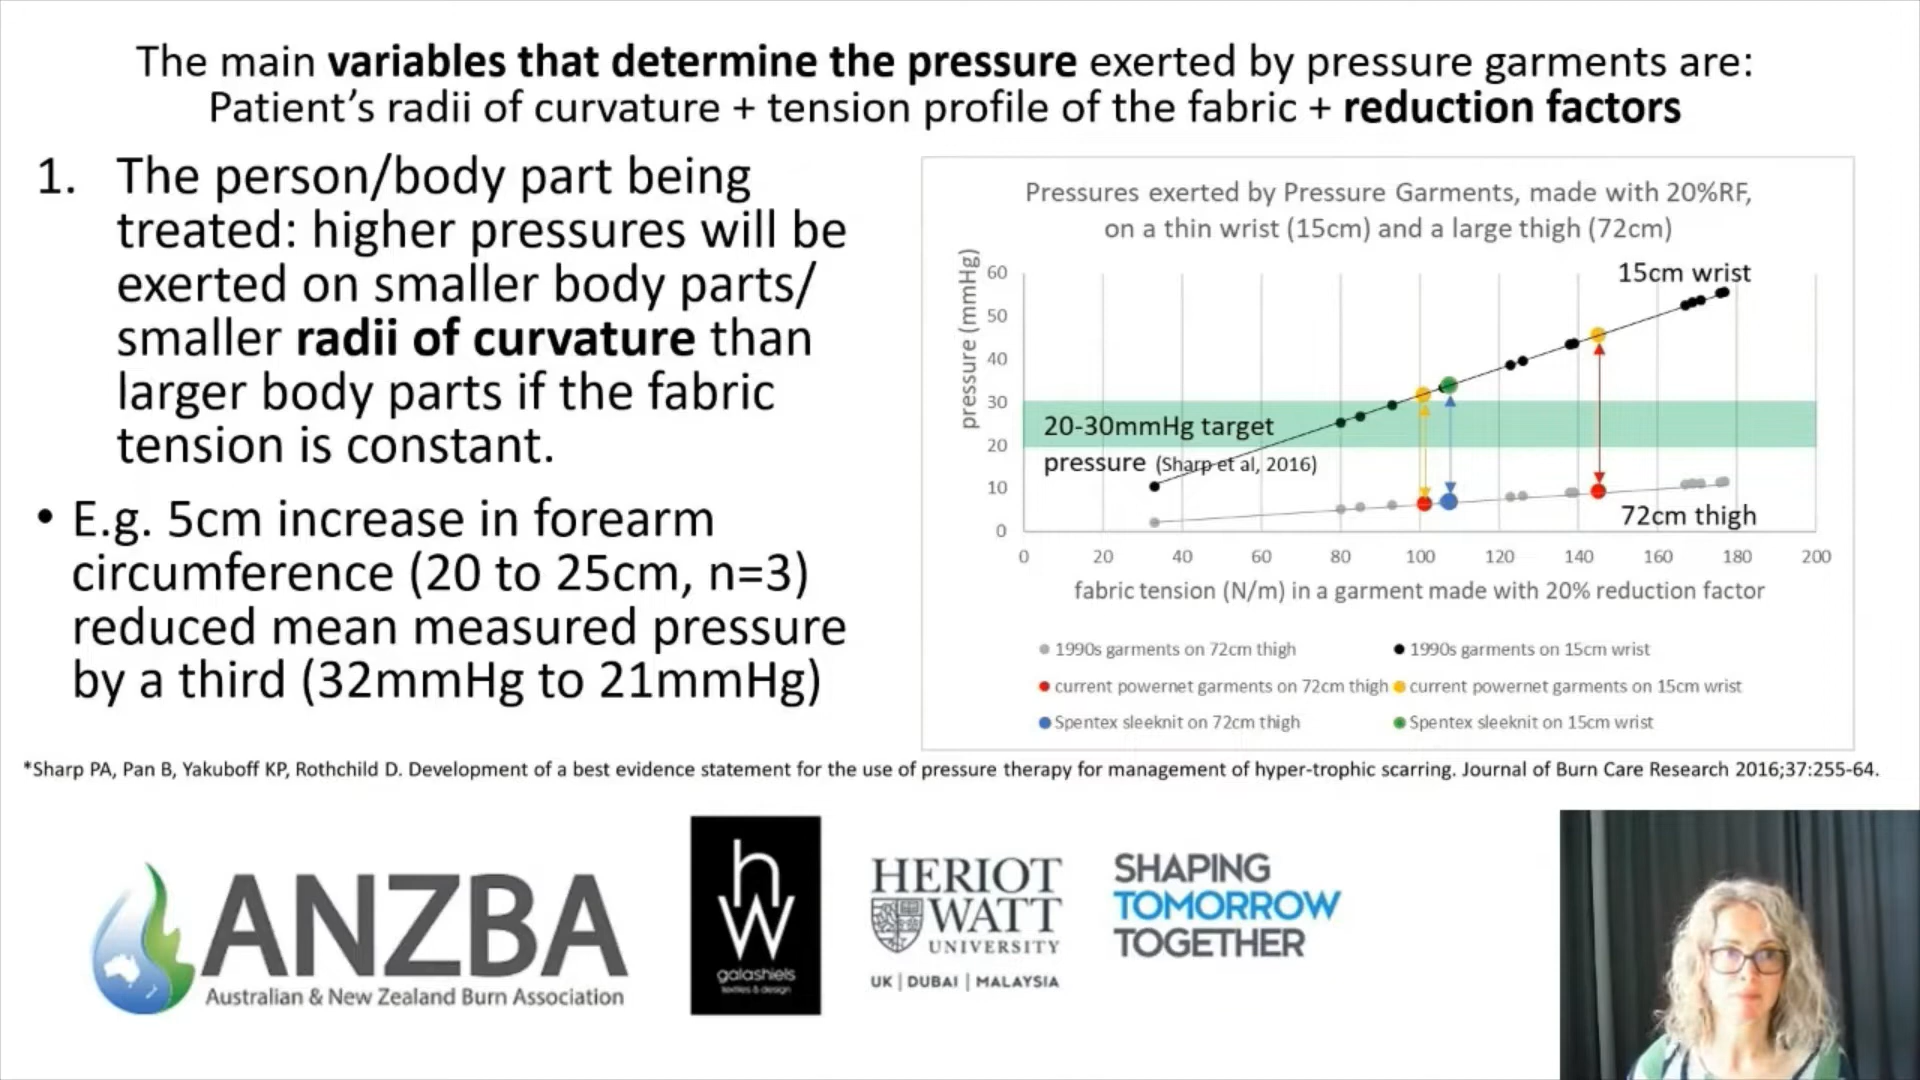 The main variables that determine the pressure exerted by pressure garments are:
Patient’s radii of curvature + tension profile of the fabric + reduction factors
1. The person/body part being
treated: higher pressures will be
exerted on smaller body parts/
smaller radii of curvature than
larger body parts if the fabric
tension is constant.
• E.g. 5cm increase in forearm
circumference (20 to 25cm, n=3)
reduced mean measured pressure
by a third (32mmHg to 21mmHg)
Pressures exerted by Pressure Garments, made with 20%RF,
on a thin wrist (15cm) and a large thigh (72cm)
pressure (mmHg)
60
50
40
30
20
10
0
15cm wrist
20-30mmHg target
pressure (Sharp et al, 2016)
72cm thigh
0 20 40 60 80 100 120 140 160 180 200
fabric tension (N/m) in a garment made with 20% reduction factor
1990s garments on 72cm thigh
1990s garments on 15cm wrist
current powernet garments on 72cm thigh
current powernet garments on 15cm wrist
Spentex sleeknit on 72cm thigh
Spentex sleeknit on 15cm wrist
*Sharp PA, Pan B, Yakuboff KP, Rothchild D. Development of a best evidence statement for the use of pressure therapy for management of hyper-trophic scarring. Journal of Burn Care Research 2016;37:255-64.
ANZBA
Australian & New Zealand Burn Association
hw
galashiels
textiles & design
HERIOT
WATT
UNIVERSITY
UK | DUBAI | MALAYSIA
SHAPING
TOMORROW
TOGETHER